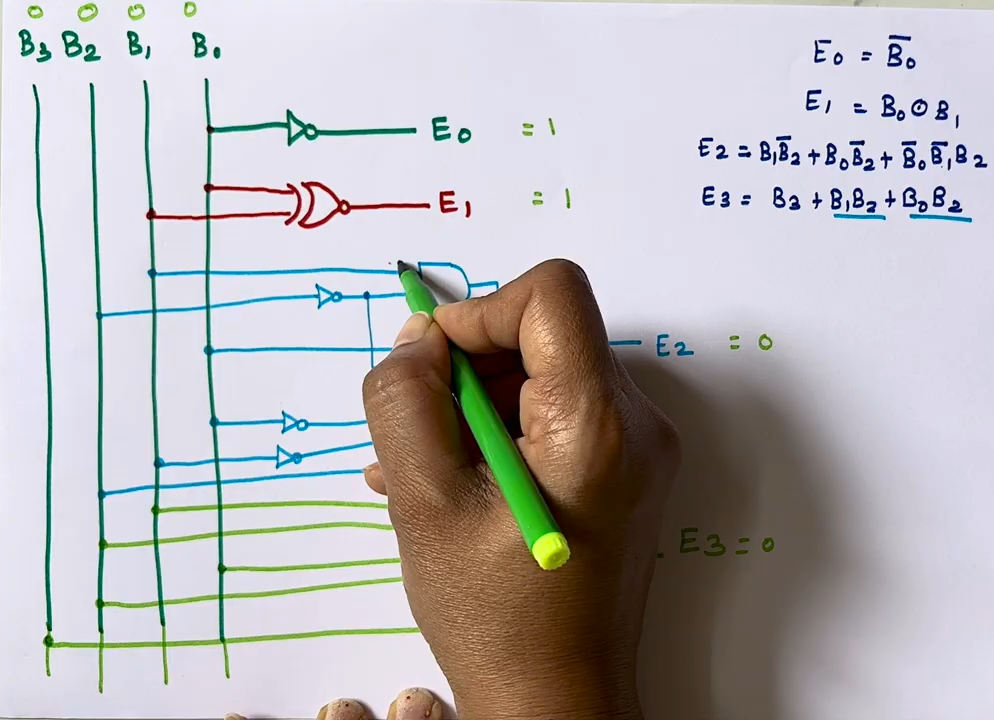 0 0 0 0
B3 B2 B1 B0
E0 = B̅0
E1 = B0 ⊙ B1
E2 = B1B̅2 + B0B̅2 + B̅0B̅1B2
E3 = B3 + B1B2 + B0B2
E0 = 1
E1 = 1
E2 = 0
E3 = 0